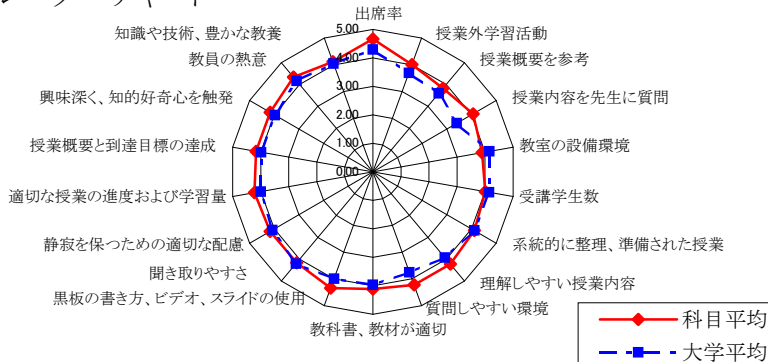 レーダーチャート
出席率
授業外学習活動
授業概要を参考
授業内容を先生に質問
教室の設備環境
受講学生数
系統的に整理、準備された授業
理解しやすい授業内容
質問しやすい環境
教科書、教材が適切
黒板の書き方、ビデオ、スライドの使用
聞き取りやすさ
静寂を保つための適切な配慮
適切な授業の進度および学習量
授業概要と到達目標の達成
興味深く、知的好奇心を触発
教員の熱意
知識や技術、豊かな教養
5.00
4.00
3.00
2.00
1.00
0.00
科目平均
大学平均